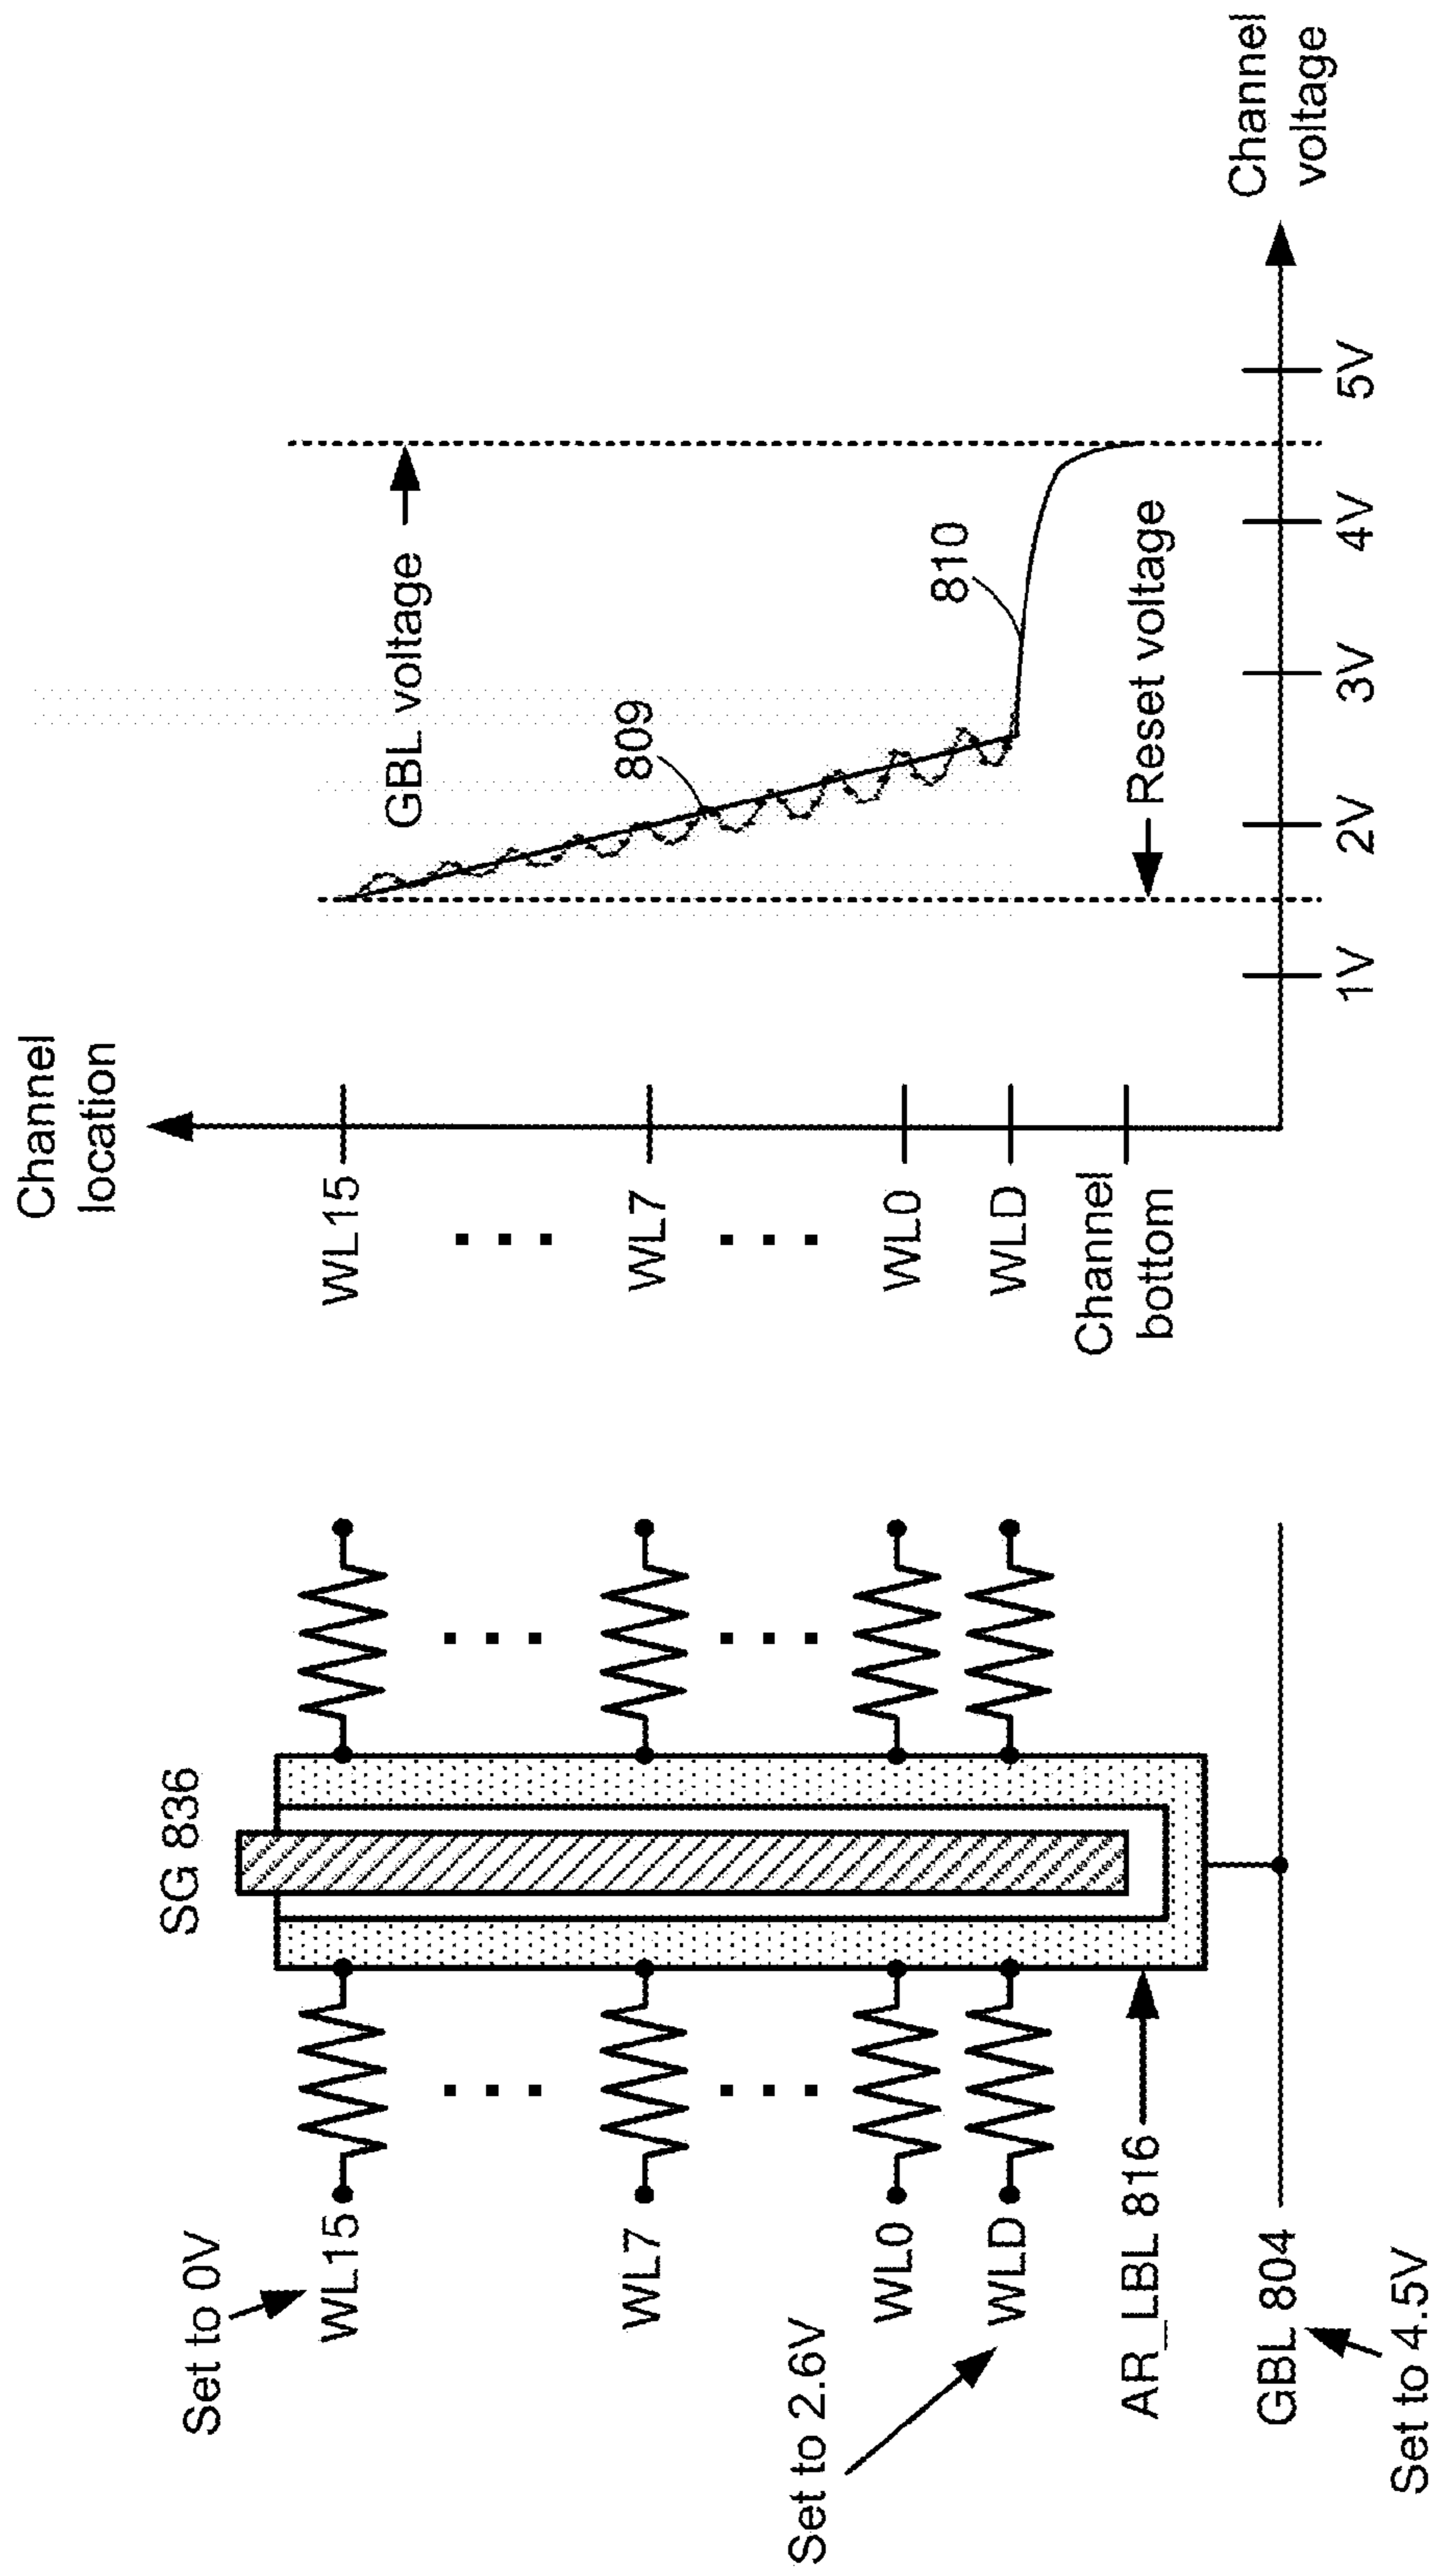 SG 836
Set to 0V
WL15
WL7
Set to 2.6V
WL0
WLD
AR_LBL 816
GBL 804
Set to 4.5V
Channel
location
WL15
WL7
WL0
WLD
Channel
bottom
GBL voltage
809
810
Reset voltage
1V
2V
3V
4V
5V
Channel
voltage